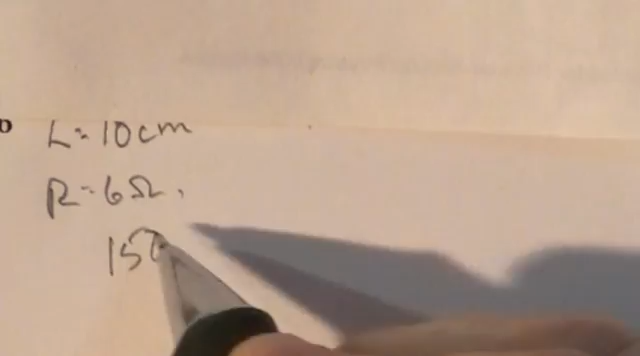 L = 10cm
R = 6Ω,
15